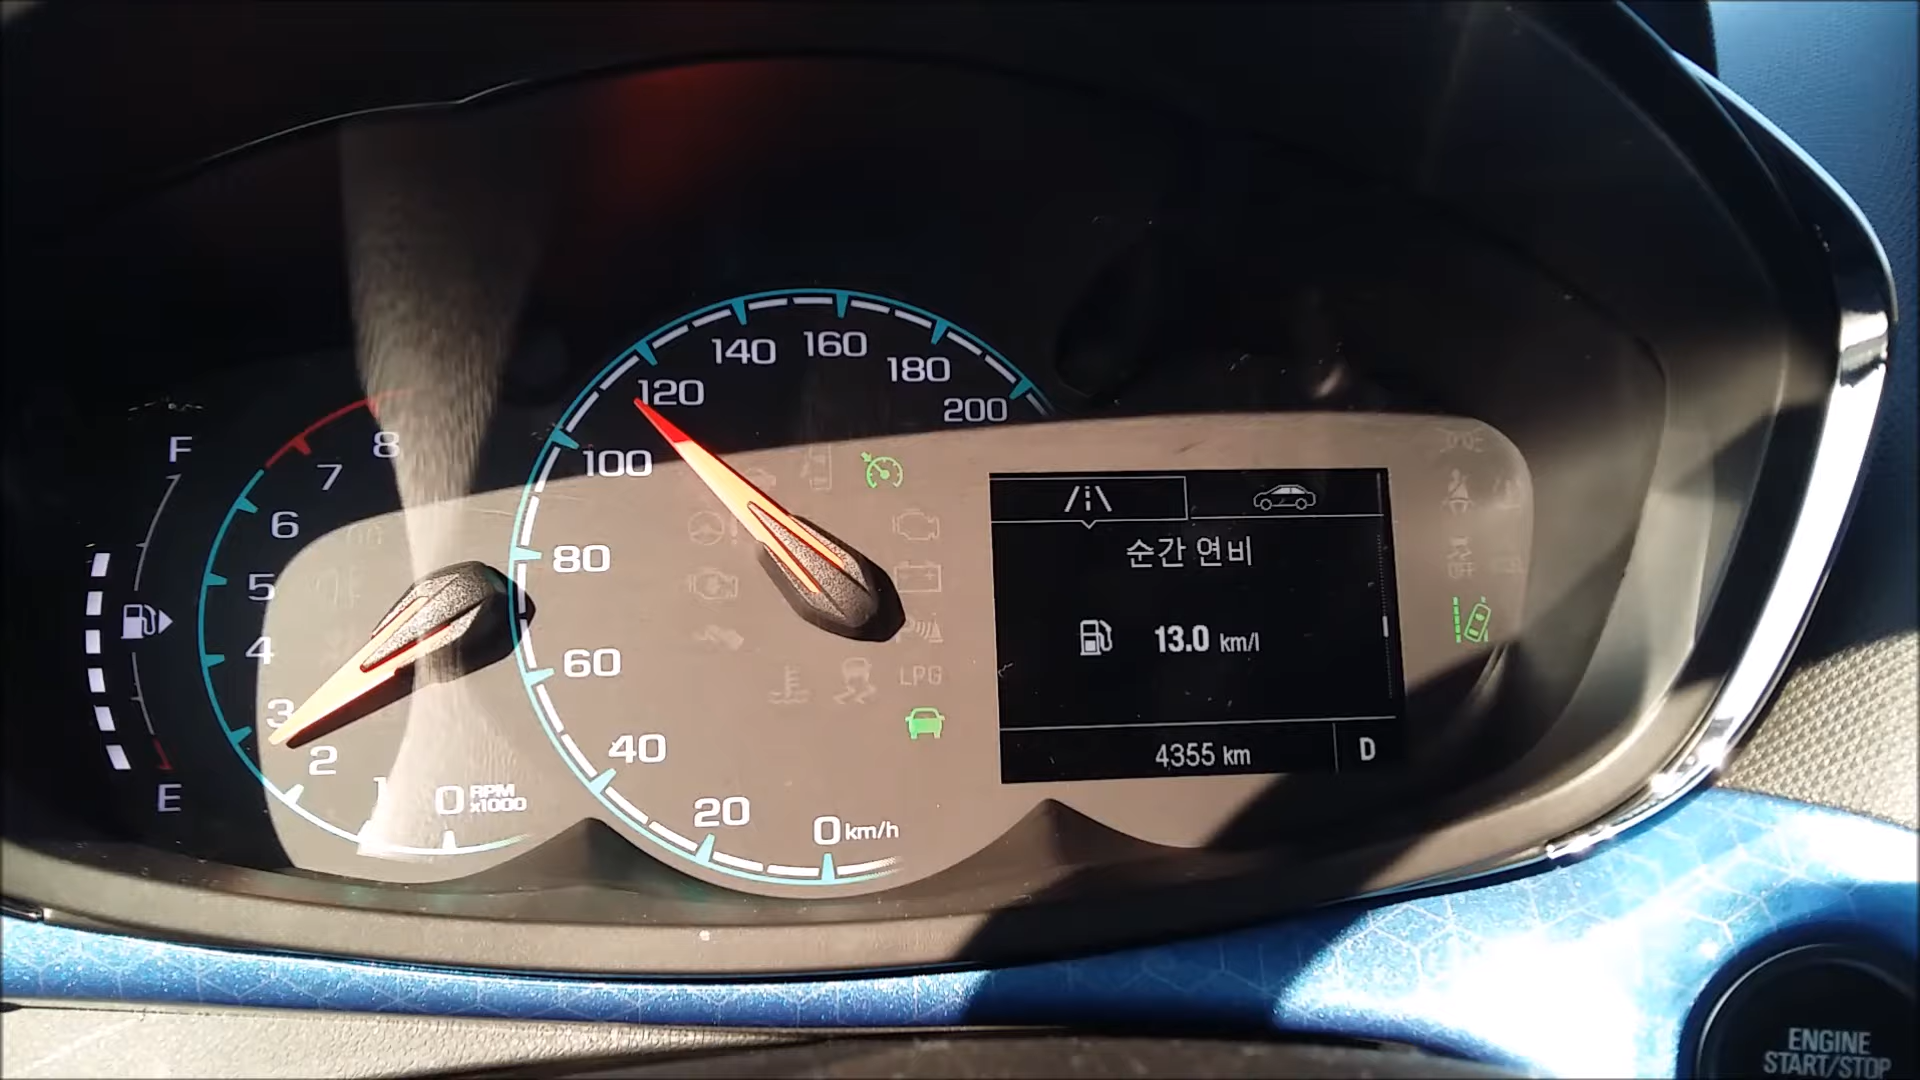 F
E
8
7
6
5
4
3
2
1
0 RPM x1000
200
180
160
140
120
100
80
60
40
20
0 km/h
LPG
순간 연비
13.0 km/l
4355 km
D
ENGINE
START/STOP